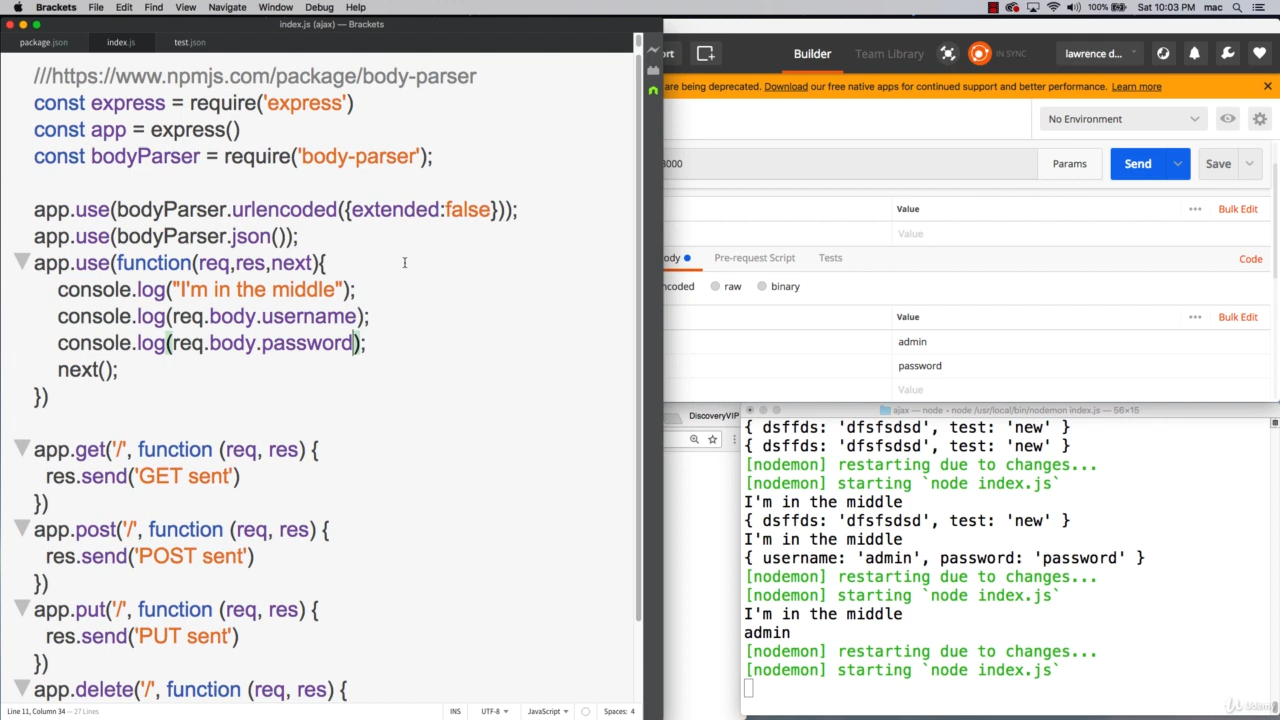 Brackets File Edit Find View Navigate Window Debug Help 100% Sat 10:03 PM mac
index.js (ajax) — Brackets
package.json index.js test.json
///https://www.npmjs.com/package/body-parser
const express = require('express')
const app = express()
const bodyParser = require('body-parser');
app.use(bodyParser.urlencoded({extended:false}));
app.use(bodyParser.json());
app.use(function(req,res,next){
console.log("I'm in the middle");
console.log(req.body.username);
console.log(req.body.password);
next();
})
app.get('/', function (req, res) {
res.send('GET sent')
})
app.post('/', function (req, res) {
res.send('POST sent')
})
app.put('/', function (req, res) {
res.send('PUT sent')
})
app.delete('/', function (req, res) {
Line 11, Column 34 — 27 Lines INS UTF-8 JavaScript Spaces: 4
ort Builder Team Library IN SYNC lawrence d...
are being deprecated. Download our free native apps for continued support and better performance. Learn more
No Environment
3000 Params Send Save
Value Bulk Edit
Value
ody Pre-request Script Tests Code
ncoded raw binary
Value Bulk Edit
admin
password
Value
DiscoveryVIP
ajax — node • node /usr/local/bin/nodemon index.js — 56×15
{ dsffds: 'dfsfsdsd', test: 'new' }
{ dsffds: 'dfsfsdsd', test: 'new' }
[nodemon] restarting due to changes...
[nodemon] starting `node index.js`
I'm in the middle
{ dsffds: 'dfsfsdsd', test: 'new' }
I'm in the middle
{ username: 'admin', password: 'password' }
[nodemon] restarting due to changes...
[nodemon] starting `node index.js`
I'm in the middle
admin
[nodemon] restarting due to changes...
[nodemon] starting `node index.js`
Udemy